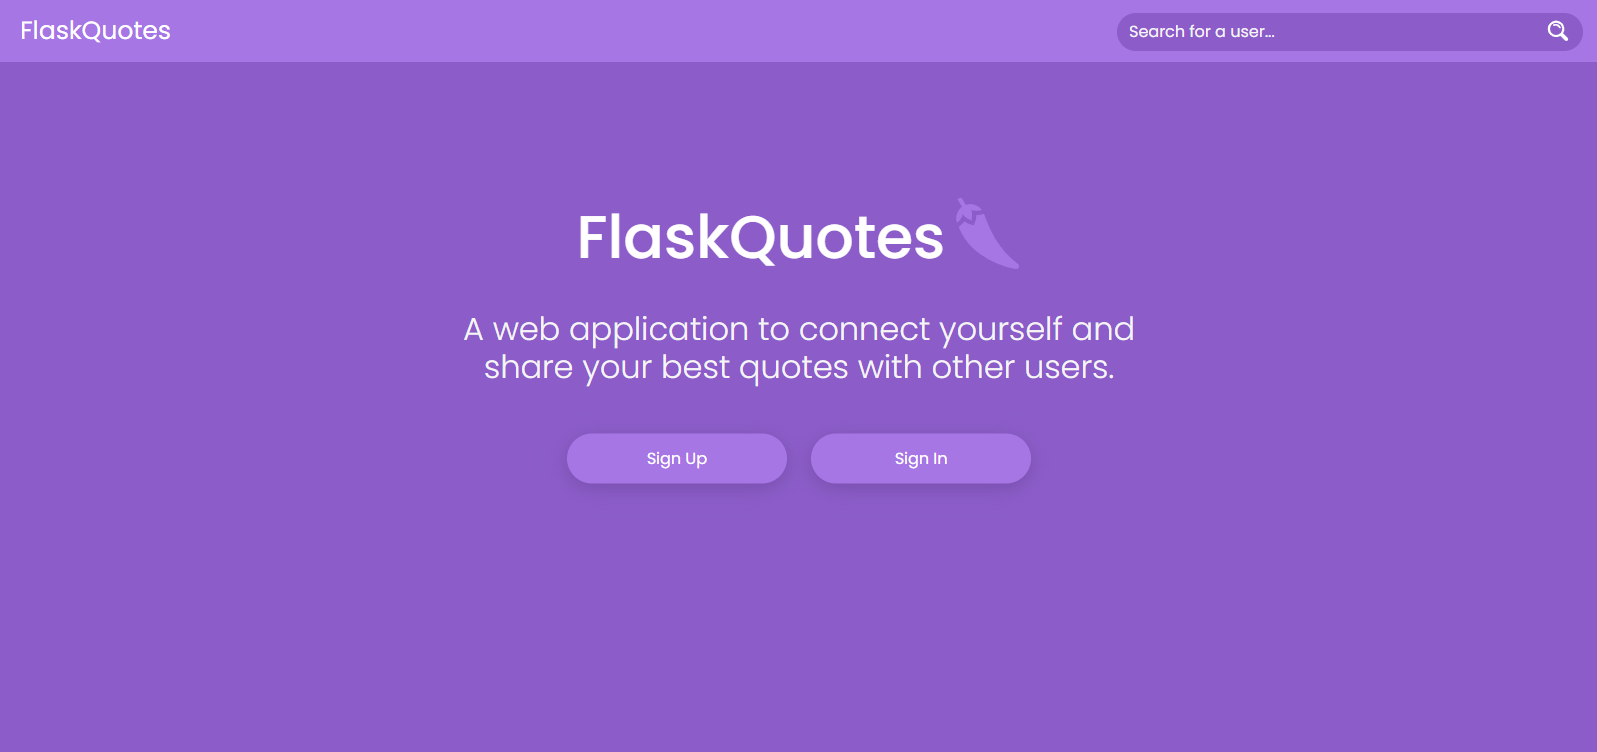 FlaskQuotes
Search for a user...
FlaskQuotes
A web application to connect yourself and
share your best quotes with other users.
Sign Up
Sign In